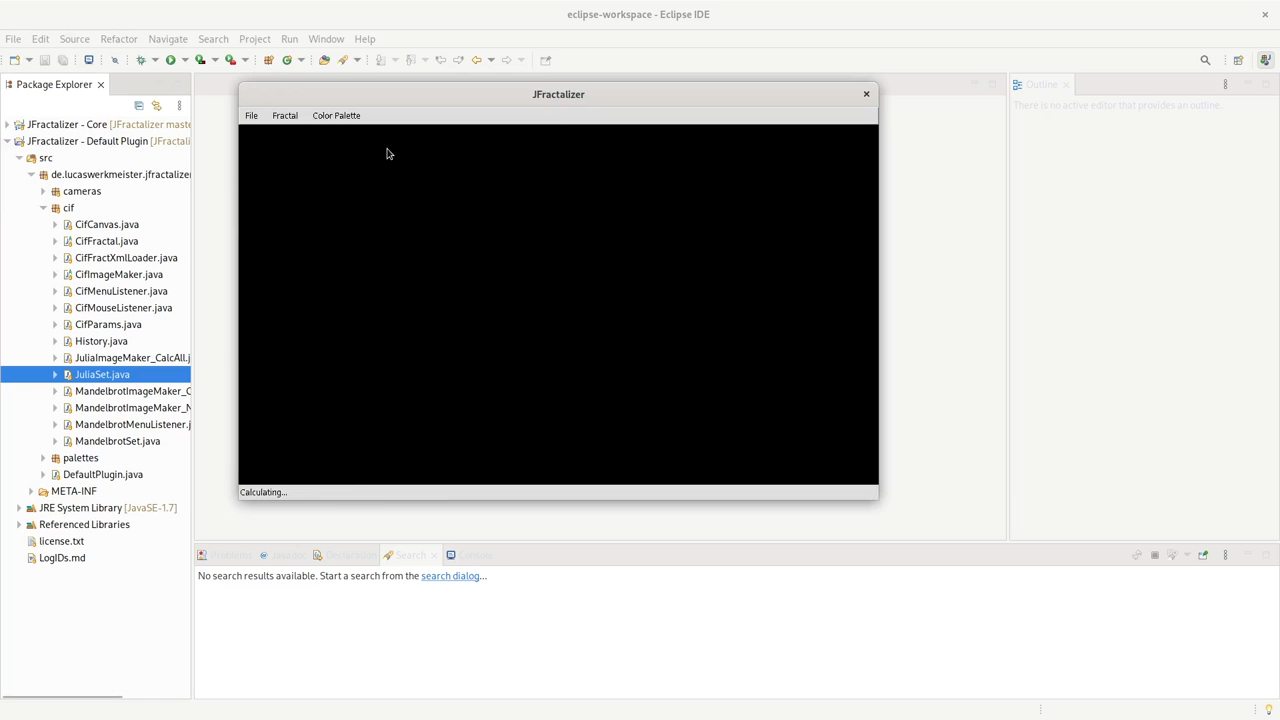 eclipse-workspace - Eclipse IDE
File Edit Source Refactor Navigate Search Project Run Window Help
Package Explorer
Outline
There is no active editor that provides an outline.
JFractalizer
File Fractal Color Palette
JFractalizer - Core [JFractalizer maste
JFractalizer - Default Plugin [JFractali
src
de.lucaswerkmeister.jfractalizer
cameras
cif
CifCanvas.java
CifFractal.java
CifFractXmlLoader.java
CifImageMaker.java
CifMenuListener.java
CifMouseListener.java
CifParams.java
History.java
JuliaImageMaker_CalcAll.j
JuliaSet.java
MandelbrotImageMaker_C
MandelbrotImageMaker_N
MandelbrotMenuListener.j
MandelbrotSet.java
palettes
DefaultPlugin.java
META-INF
JRE System Library [JavaSE-1.7]
Referenced Libraries
license.txt
LogIDs.md
Calculating...
Problems Javadoc Declaration Search Console
No search results available. Start a search from the search dialog...